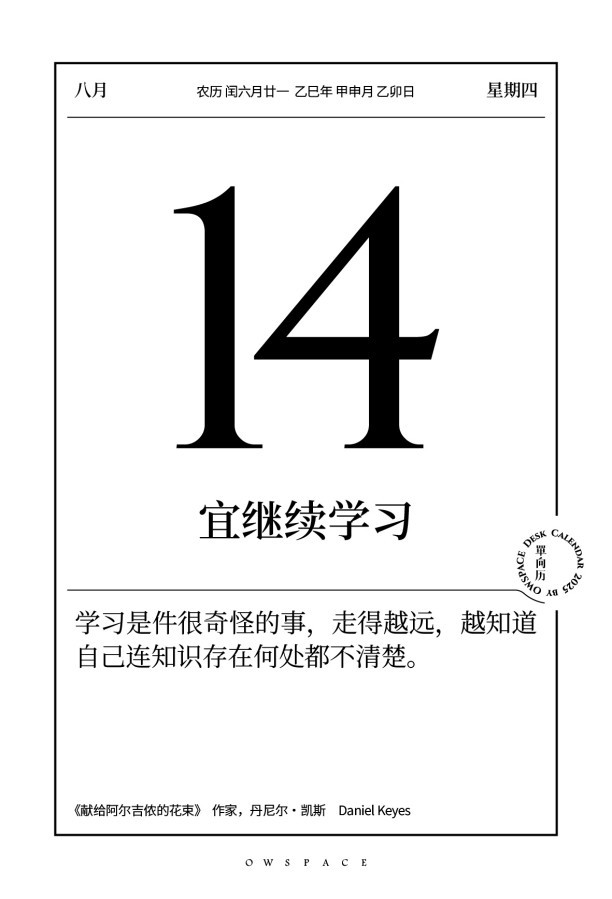 八月 农历 闰六月廿一 乙巳年 甲申月 乙卯日 星期四
14
宜继续学习
OWSPACE DESK CALENDAR 2025 BY
單向历
学习是件很奇怪的事，走得越远，越知道
自己连知识存在何处都不清楚。
《献给阿尔吉侬的花束》 作家，丹尼尔·凯斯 Daniel Keyes
OWSPACE